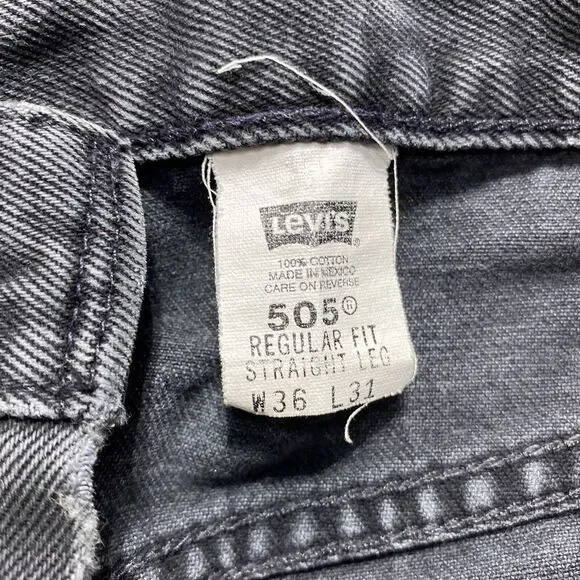 Levi's ®
100% COTTON
MADE IN MEXICO
CARE ON REVERSE
505®
REGULAR FIT
STRAIGHT LEG
W36 L31